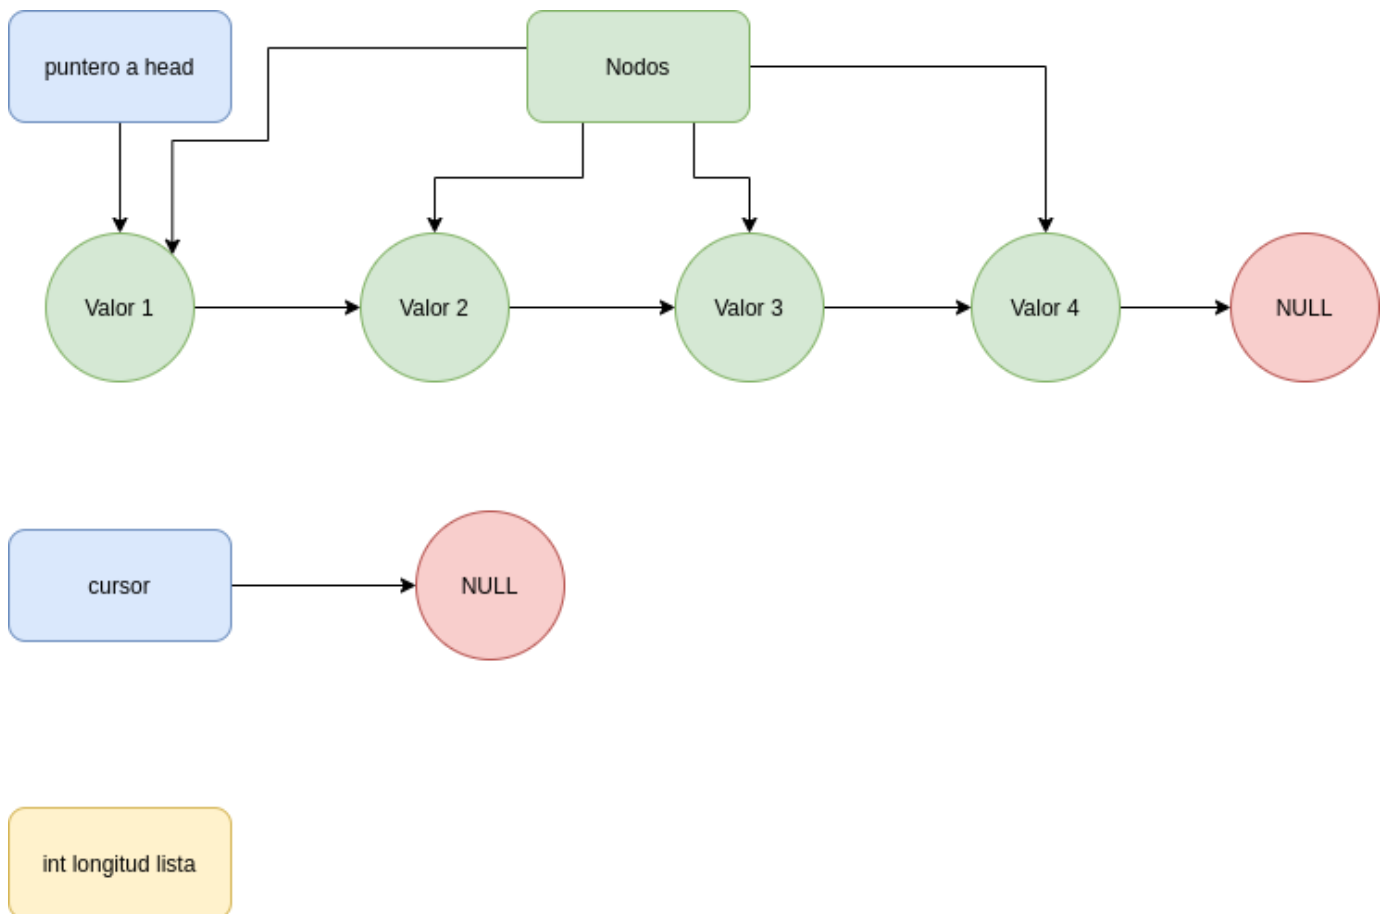 puntero a head
Nodos
Valor 1
Valor 2
Valor 3
Valor 4
NULL
cursor
NULL
int longitud lista